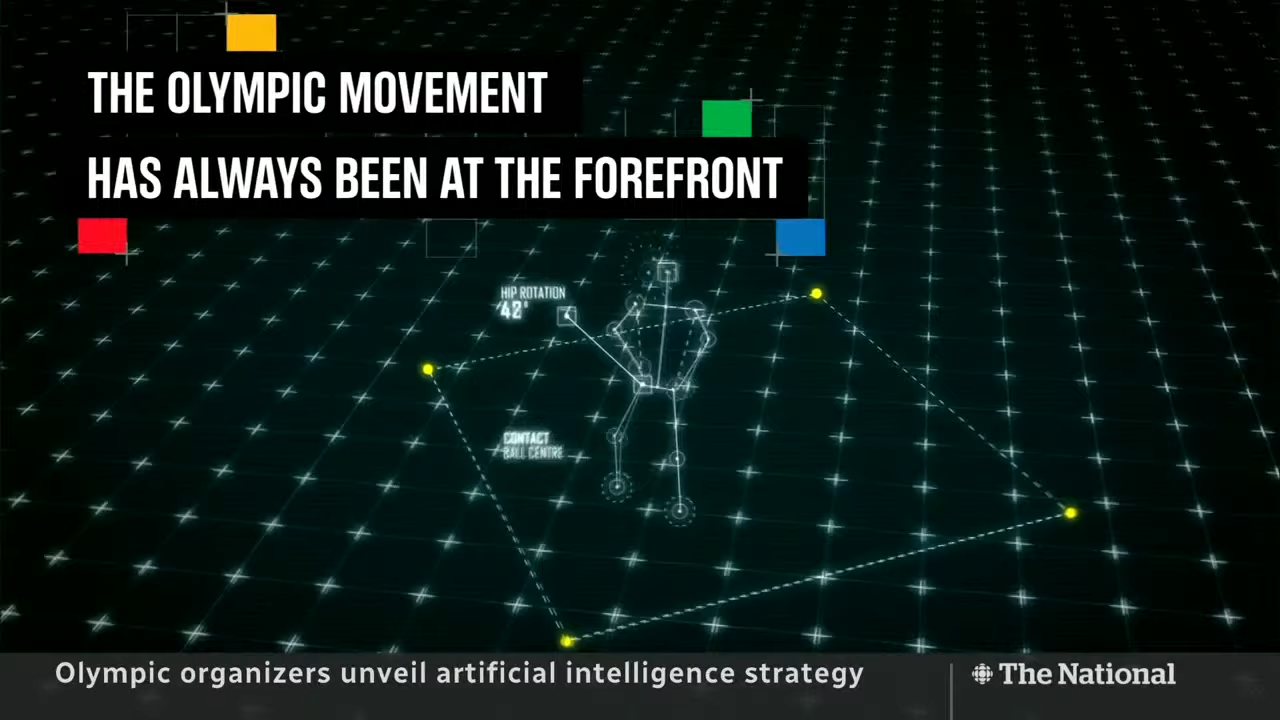 THE OLYMPIC MOVEMENT
HAS ALWAYS BEEN AT THE FOREFRONT
HIP ROTATION
42°
CONTACT
BALL CENTRE
Olympic organizers unveil artificial intelligence strategy
The National